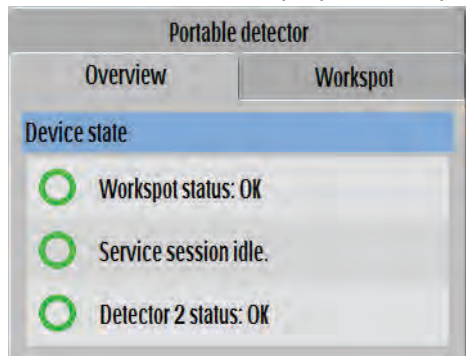 Portable detector
Overview
Workspot
Device state
Workspot status: OK
Service session idle.
Detector 2 status: OK